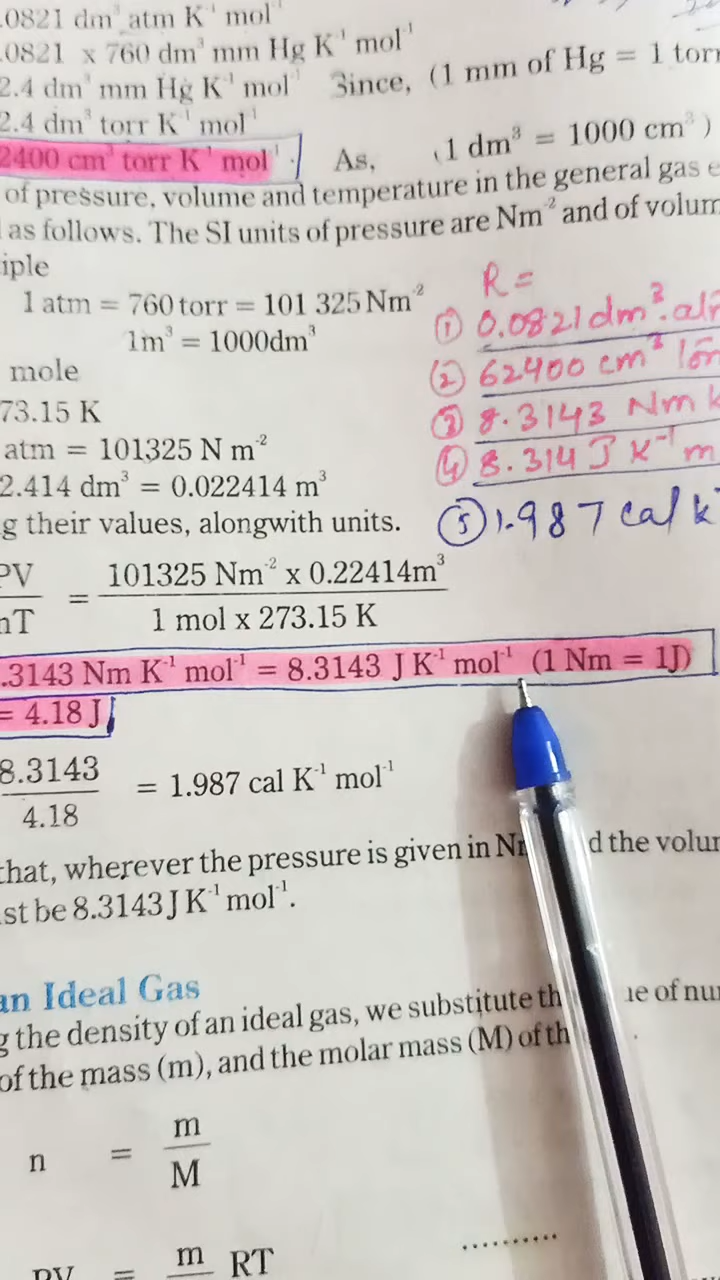 .0821 dm³ atm K⁻¹ mol⁻¹
.0821 x 760 dm³ mm Hg K⁻¹ mol⁻¹
2.4 dm³ mm Hg K⁻¹ mol⁻¹ Since, (1 mm of Hg = 1 torr
2.4 dm³ torr K⁻¹ mol⁻¹
2400 cm³ torr K⁻¹ mol⁻¹. As, (1 dm³ = 1000 cm³)
of pressure, volume and temperature in the general gas e
as follows. The SI units of pressure are Nm⁻² and of volum
iple
1 atm = 760 torr = 101 325 Nm⁻²
1m³ = 1000dm³
mole
73.15 K
atm = 101325 N m⁻²
2.414 dm³ = 0.022414 m³
g their values, alongwith units.
R =
① 0.0821 dm³.
② 62400 cm³
③ 8.3143 Nm k
④ 8.314 J K⁻¹ m
⑤ 1.987 cal k⁻
PV/nT = 101325 Nm⁻² x 0.22414m³ / 1 mol x 273.15 K
.3143 Nm K⁻¹ mol⁻¹ = 8.3143 J K⁻¹ mol⁻¹ (1 Nm = 1J)
= 4.18 J
8.3143/4.18 = 1.987 cal K⁻¹ mol⁻¹
that, wherever the pressure is given in N d the volur
st be 8.3143 J K⁻¹ mol⁻¹.
an Ideal Gas
g the density of an ideal gas, we substitute th ue of nu
of the mass (m), and the molar mass (M) of th .
n = m/M
PV = m RT
..........